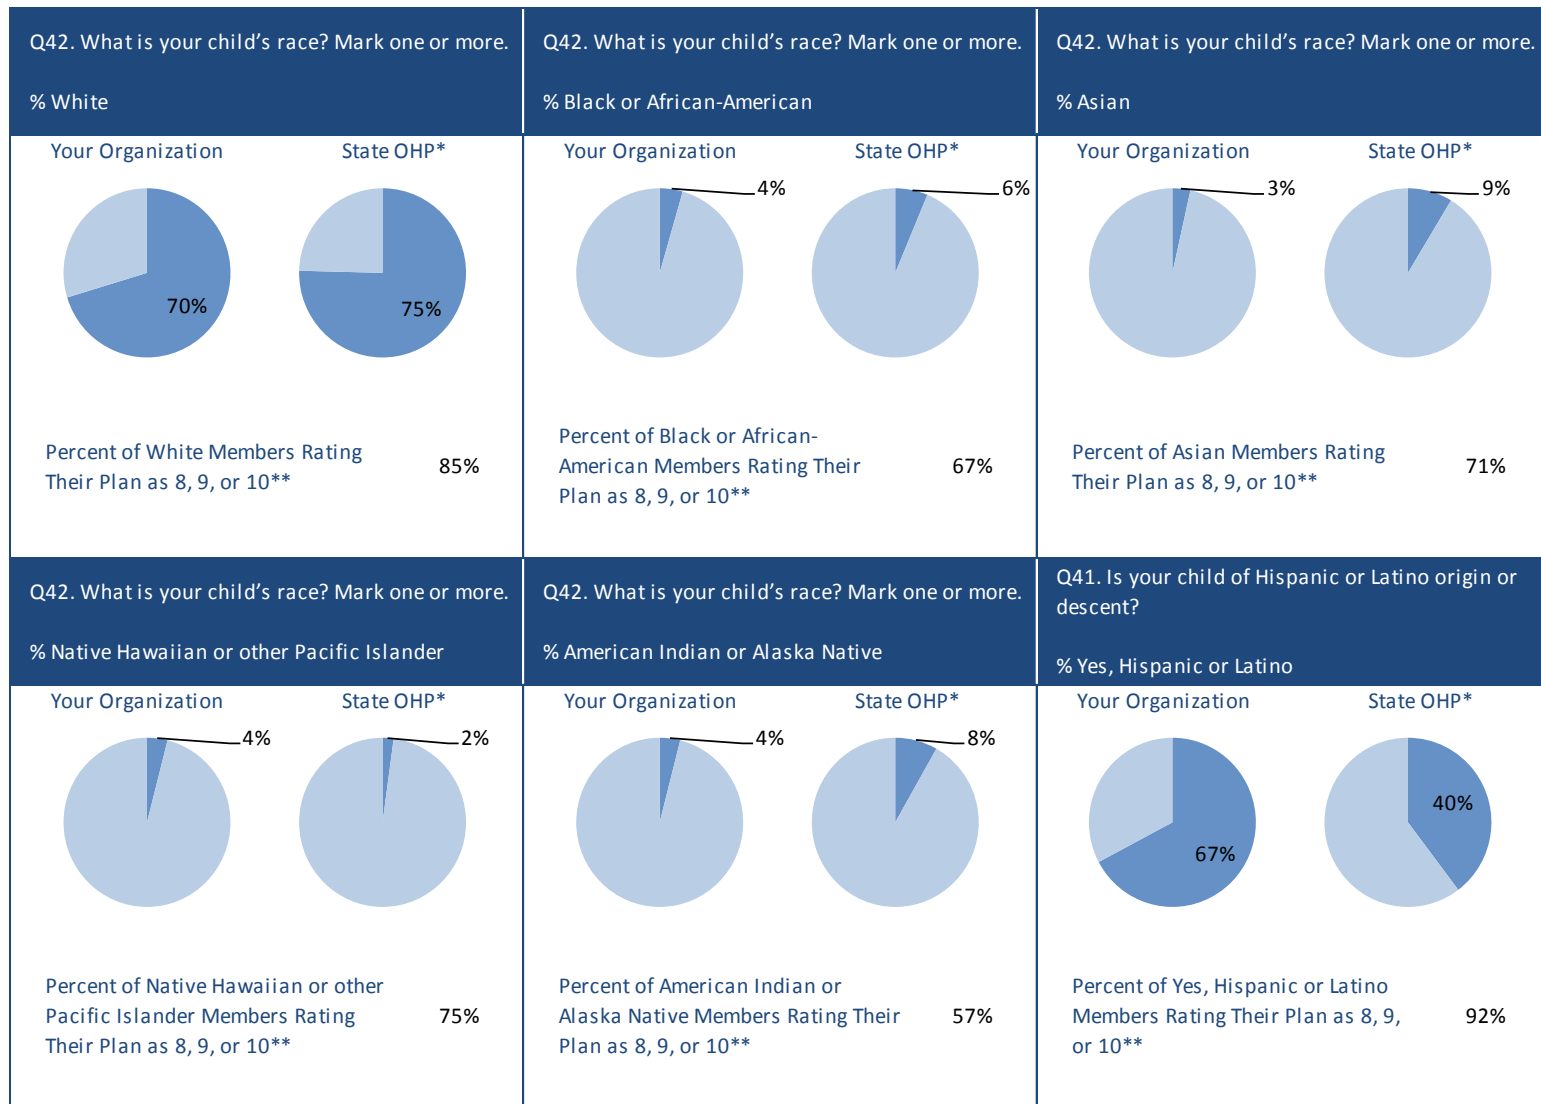 Q42. What is your child’s race? Mark one or more.
% White
Your Organization
State OHP*
70%
75%
Percent of White Members Rating
Their Plan as 8, 9, or 10**
85%
Q42. What is your child’s race? Mark one or more.
% Black or African-American
Your Organization
State OHP*
4%
6%
Percent of Black or African-
American Members Rating Their
Plan as 8, 9, or 10**
67%
Q42. What is your child’s race? Mark one or more.
% Asian
Your Organization
State OHP*
3%
9%
Percent of Asian Members Rating
Their Plan as 8, 9, or 10**
71%
Q42. What is your child’s race? Mark one or more.
% Native Hawaiian or other Pacific Islander
Your Organization
State OHP*
4%
2%
Percent of Native Hawaiian or other
Pacific Islander Members Rating
Their Plan as 8, 9, or 10**
75%
Q42. What is your child’s race? Mark one or more.
% American Indian or Alaska Native
Your Organization
State OHP*
4%
8%
Percent of American Indian or
Alaska Native Members Rating Their
Plan as 8, 9, or 10**
57%
Q41. Is your child of Hispanic or Latino origin or
descent?
% Yes, Hispanic or Latino
Your Organization
State OHP*
67%
40%
Percent of Yes, Hispanic or Latino
Members Rating Their Plan as 8, 9,
or 10**
92%